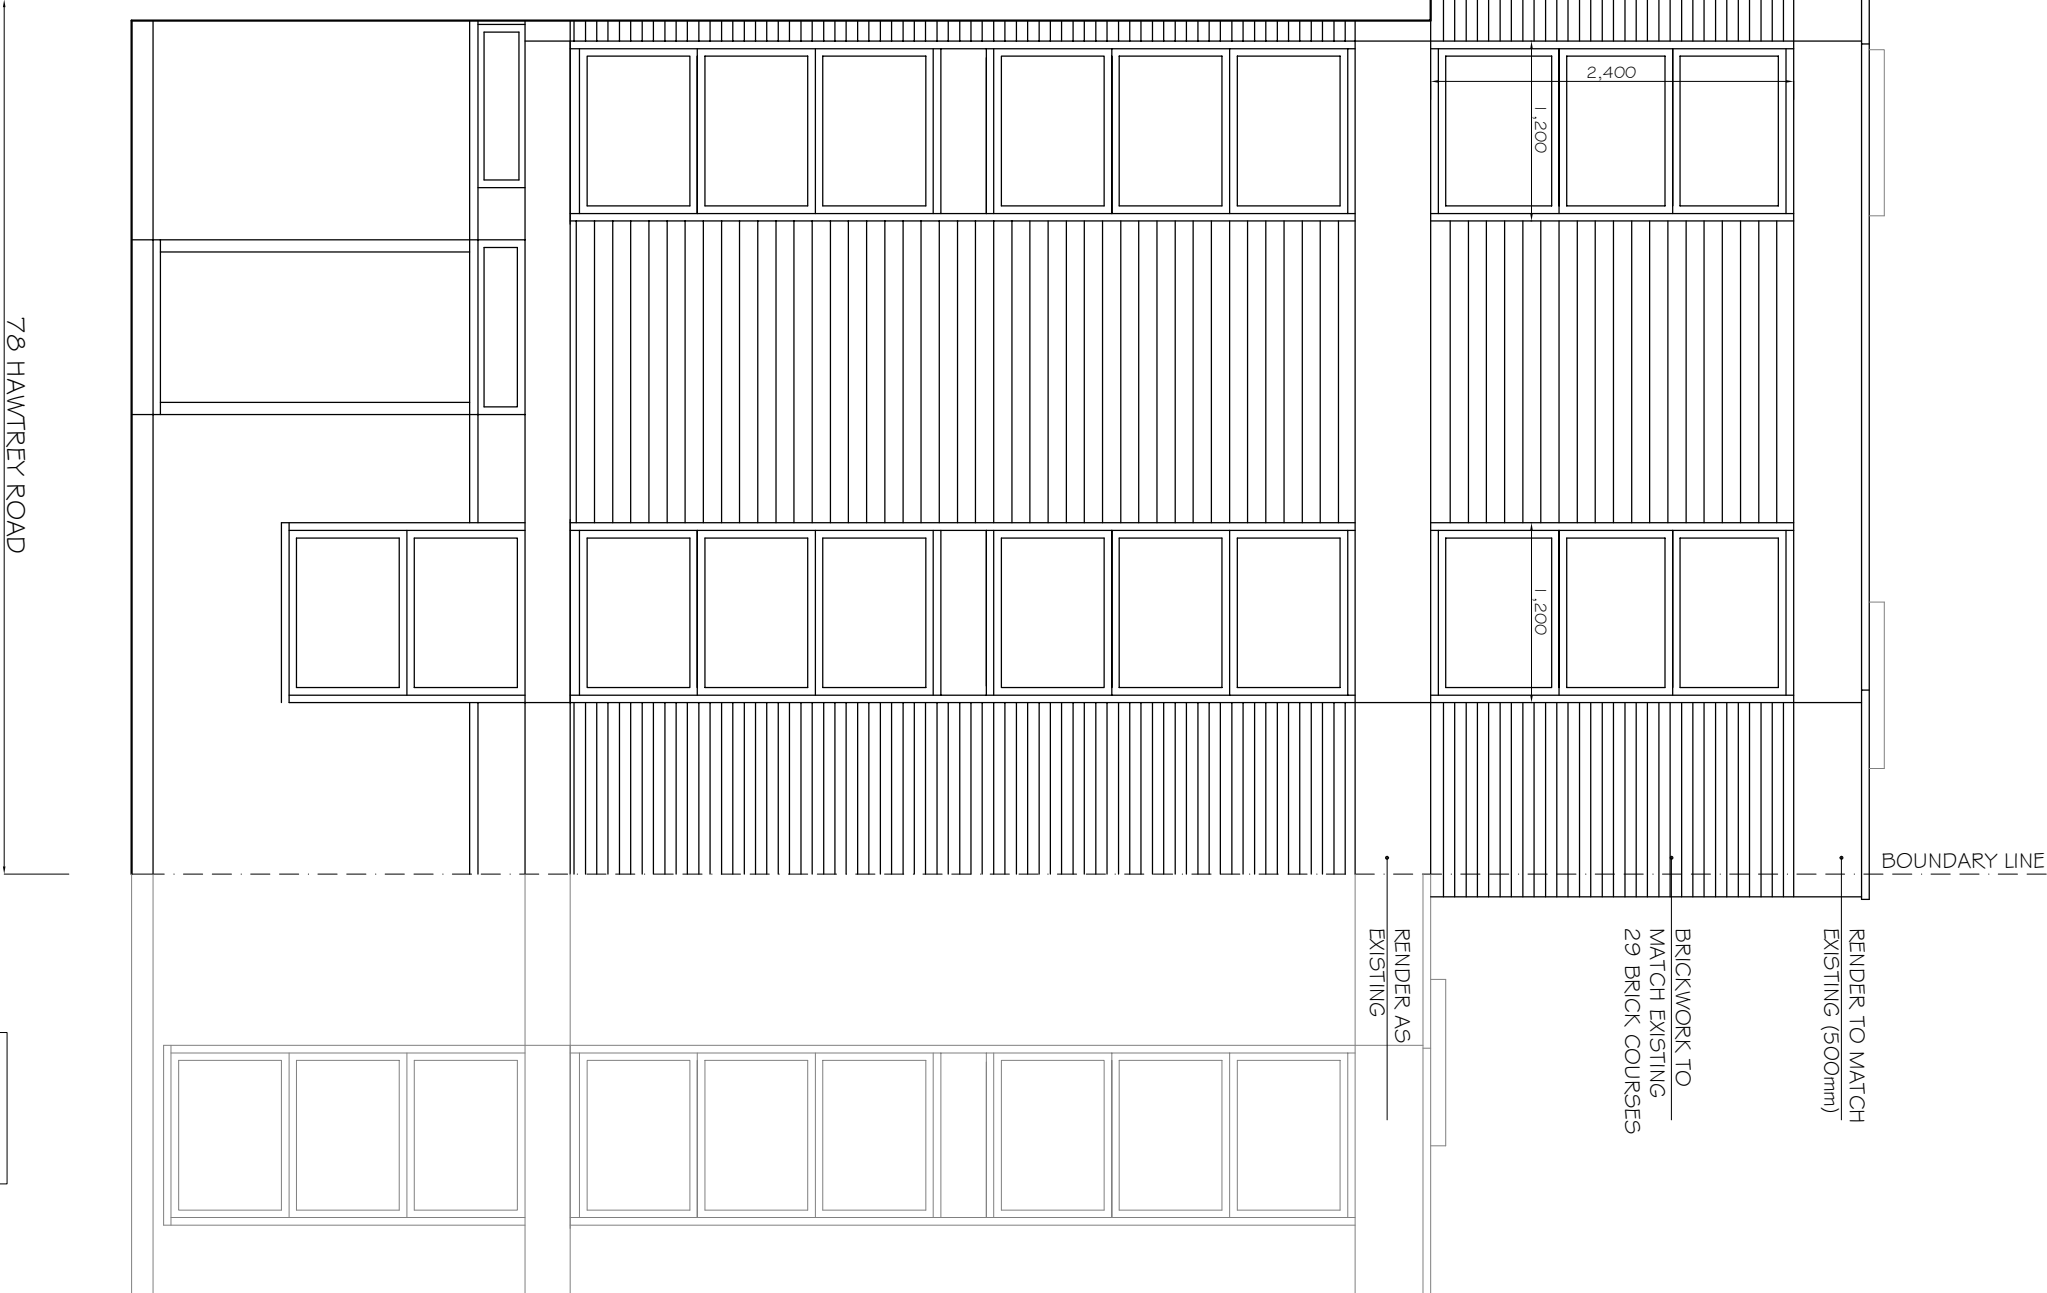 2,400
1,200
1,200
78 HAWTREY ROAD
BOUNDARY LINE
RENDER TO MATCH
EXISTING (500mm)
BRICKWORK TO
MATCH EXISTING
29 BRICK COURSES
RENDER AS
EXISTING